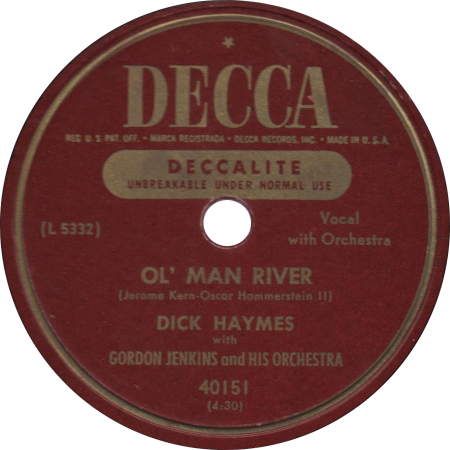 DECCA
REG. U.S. PAT. OFF. • MARCA REGISTRADA • DECCA RECORDS, INC. • MADE IN U.S.A.
DECCALITE
UNBREAKABLE UNDER NORMAL USE
(L 5332)
Vocal
with Orchestra
OL' MAN RIVER
(Jerome Kern-Oscar Hammerstein II)
DICK HAYMES
with
GORDON JENKINS and HIS ORCHESTRA
40151
(4:30)